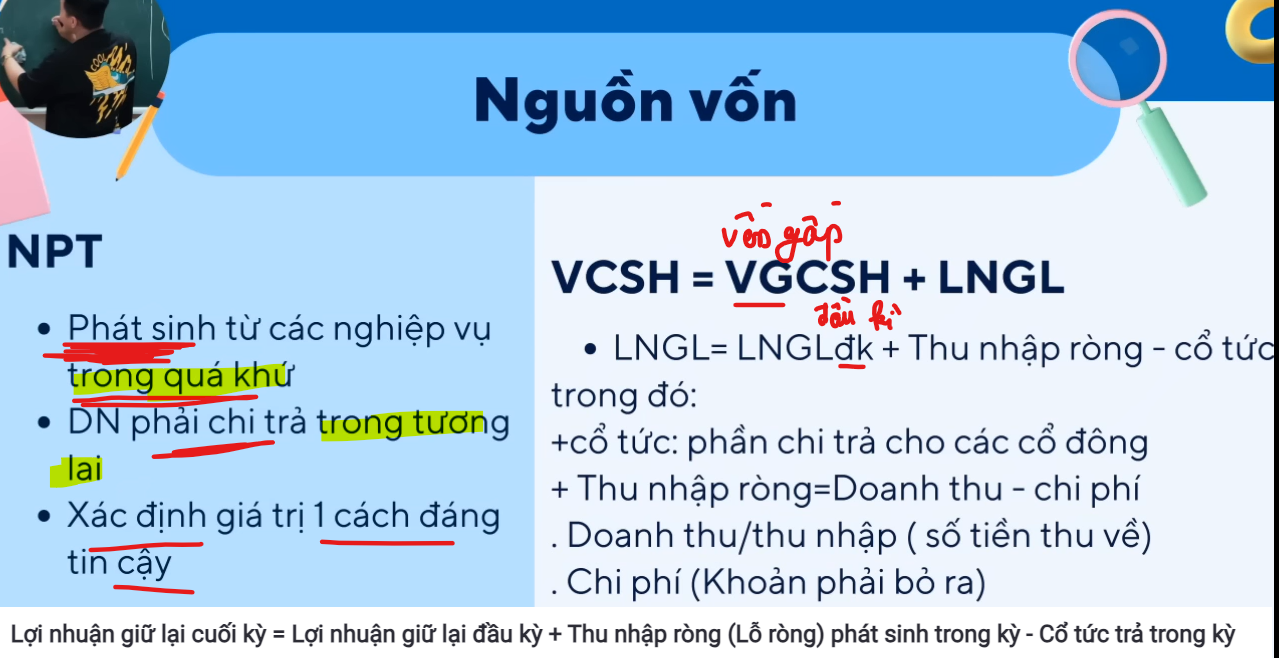 Nguồn vốn
NPT
• Phát sinh từ các nghiệp vụ
trong quá khứ
• DN phải chi trả trong tương
lai
• Xác định giá trị 1 cách đáng
tin cậy
vốn góp
VCSH = VGCSH + LNGL
đầu kì
• LNGL= LNGLđk + Thu nhập ròng - cổ tức
trong đó:
+cổ tức: phần chi trả cho các cổ đông
+ Thu nhập ròng=Doanh thu - chi phí
. Doanh thu/thu nhập ( số tiền thu về)
. Chi phí (Khoản phải bỏ ra)
Lợi nhuận giữ lại cuối kỳ = Lợi nhuận giữ lại đầu kỳ + Thu nhập ròng (Lỗ ròng) phát sinh trong kỳ - Cổ tức trả trong kỳ